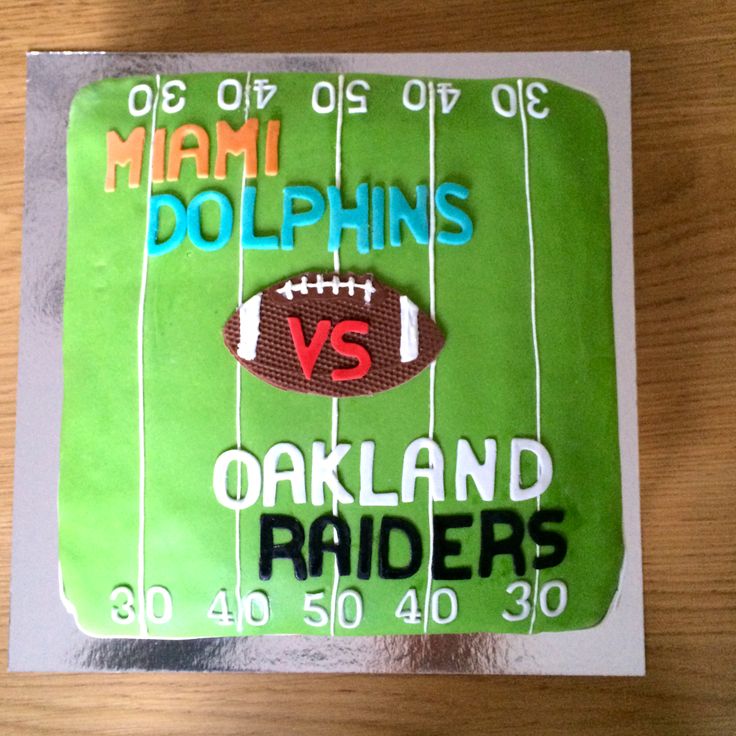 30 40 50 40 30
MIAMI
DOLPHINS
VS
OAKLAND
RAIDERS
30 40 50 40 30